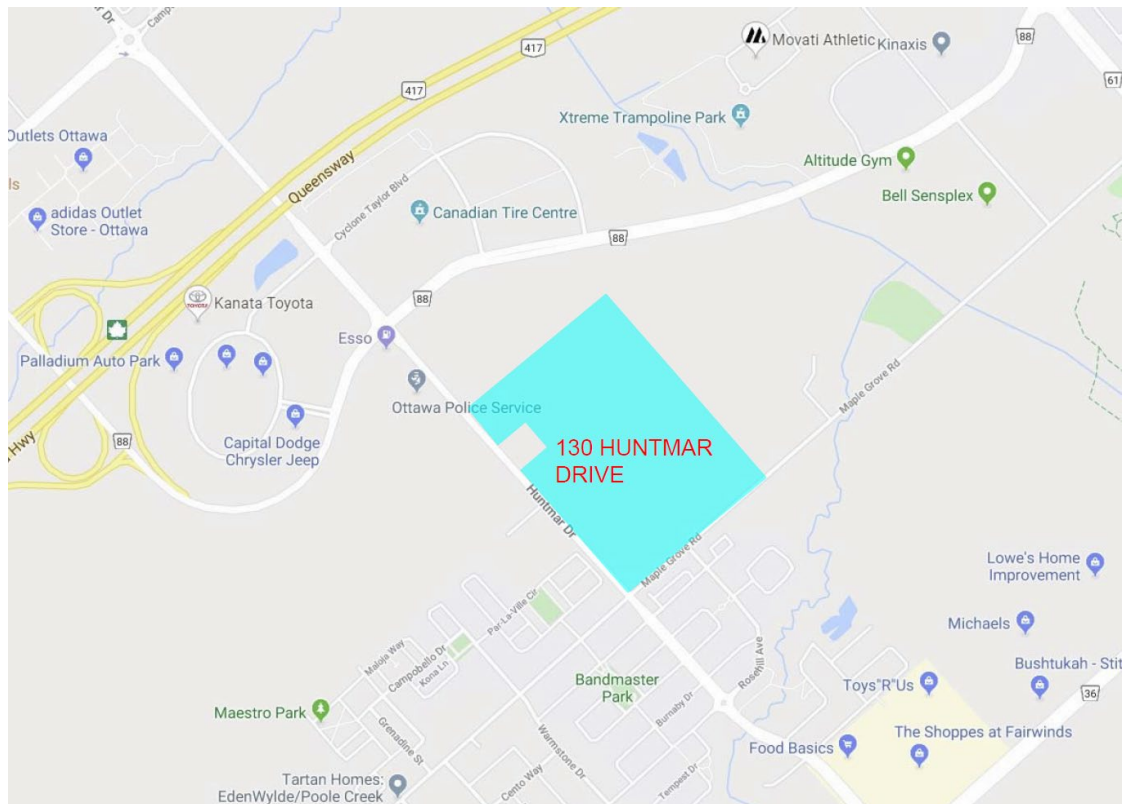 Huntmar Dr
417
88
Movati Athletic
Kinaxis
61
417
Xtreme Trampoline Park
Outlets Ottawa
Queensway
Altitude Gym
Bell Sensplex
adidas Outlet
Store - Ottawa
Cyclone Taylor Blvd
Canadian Tire Centre
88
Kanata Toyota
TOYOTA
88
Esso
Palladium Auto Park
Ottawa Police Service
Maple Grove Rd
Capital Dodge
Chrysler Jeep
88
Hwy
130 HUNTMAR
DRIVE
Huntmar Dr
Maple Grove Rd
Lowe's Home
Improvement
Par-La-Ville Cir
Michaels
Maloja Way
Campobello Dr
Kona Ln
Rosehill Ave
Bandmaster
Park
Bushtukah - Stit
Toys"R"Us
36
Maestro Park
Burnaby Dr
Grenadine St
Warmstone Dr
The Shoppes at Fairwinds
Food Basics
Tartan Homes:
EdenWylde/Poole Creek
Cento Way
Tempest Dr